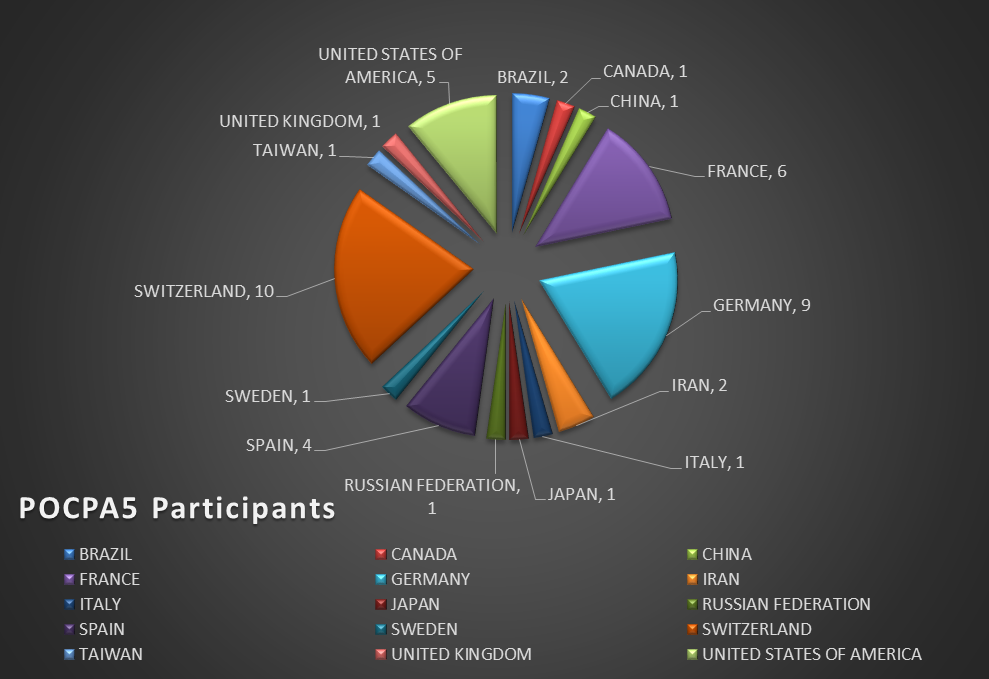 UNITED STATES OF
AMERICA, 5
BRAZIL, 2
CANADA, 1
CHINA, 1
UNITED KINGDOM, 1
TAIWAN, 1
FRANCE, 6
SWITZERLAND, 10
GERMANY, 9
SWEDEN, 1
IRAN, 2
SPAIN, 4
ITALY, 1
RUSSIAN FEDERATION,
1
JAPAN, 1
POCPA5 Participants
BRAZIL CANADA CHINA
FRANCE GERMANY IRAN
ITALY JAPAN RUSSIAN FEDERATION
SPAIN SWEDEN SWITZERLAND
TAIWAN UNITED KINGDOM UNITED STATES OF AMERICA